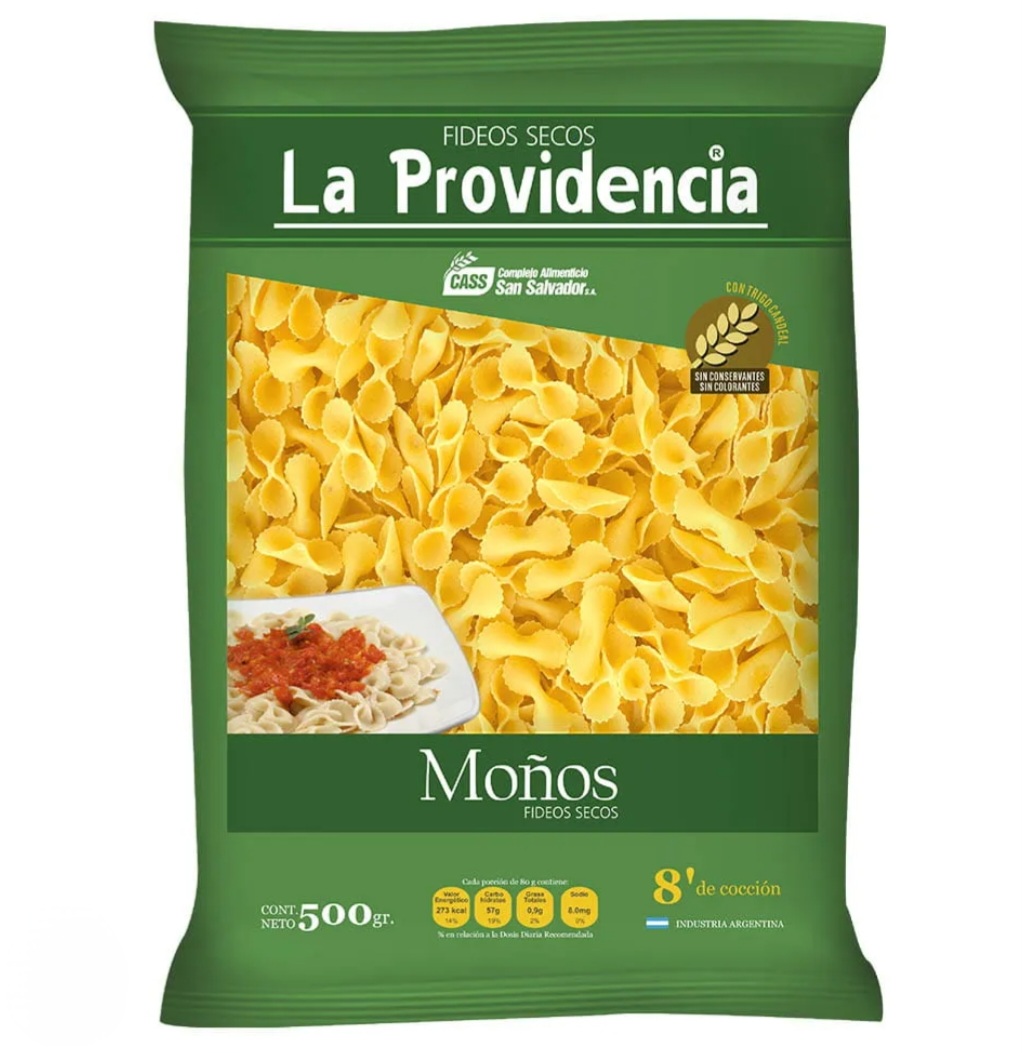 FIDEOS SECOS
La Providencia®
CASS Complejo Alimenticio
San Salvador S.A.
CON TRIGO CANDEAL
SIN CONSERVANTES
SIN COLORANTES
Moños
FIDEOS SECOS
CONT.
NETO 500gr.
Cada porción de 80 g contiene:
Valor Energético 273 kcal 14%
Carbo hidratos 57g 19%
Grasas Totales 0,9g 2%
Sodio 8.0mg 0%
% en relación a la Dosis Diaria Recomendada
8' de cocción
INDUSTRIA ARGENTINA